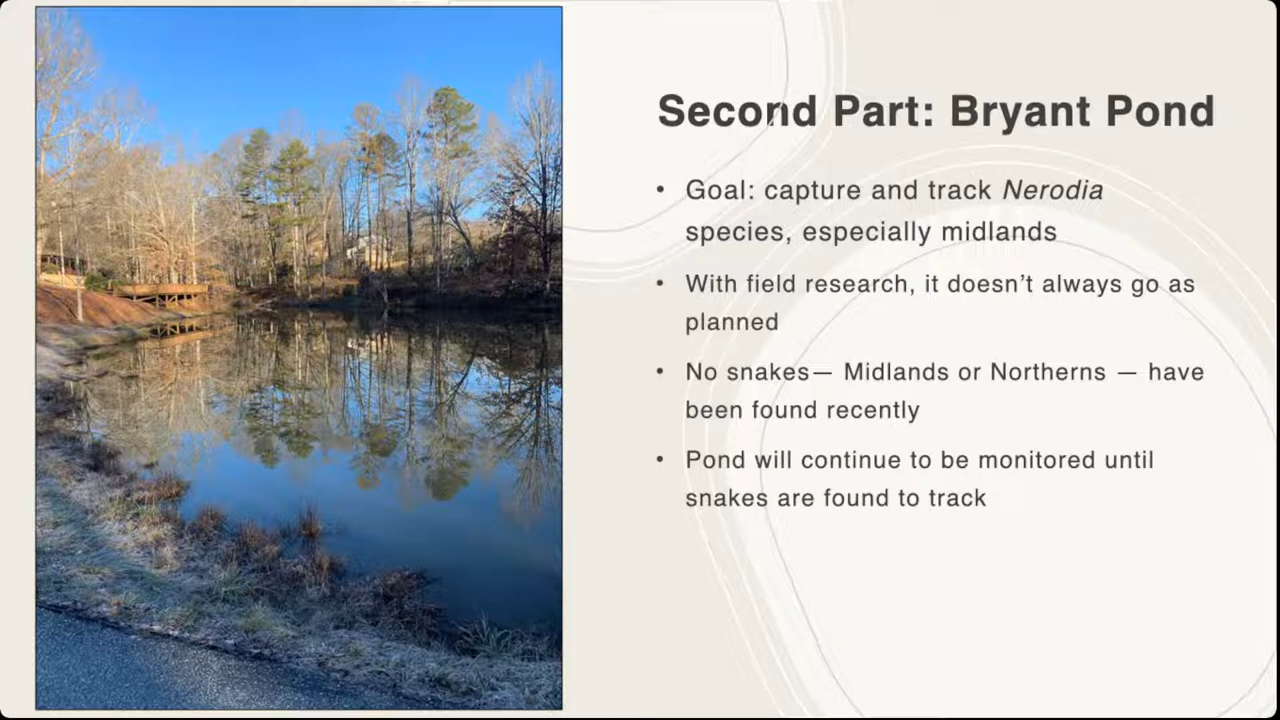 Second Part: Bryant Pond
• Goal: capture and track Nerodia
species, especially midlands
• With field research, it doesn’t always go as
planned
• No snakes— Midlands or Northerns — have
been found recently
• Pond will continue to be monitored until
snakes are found to track